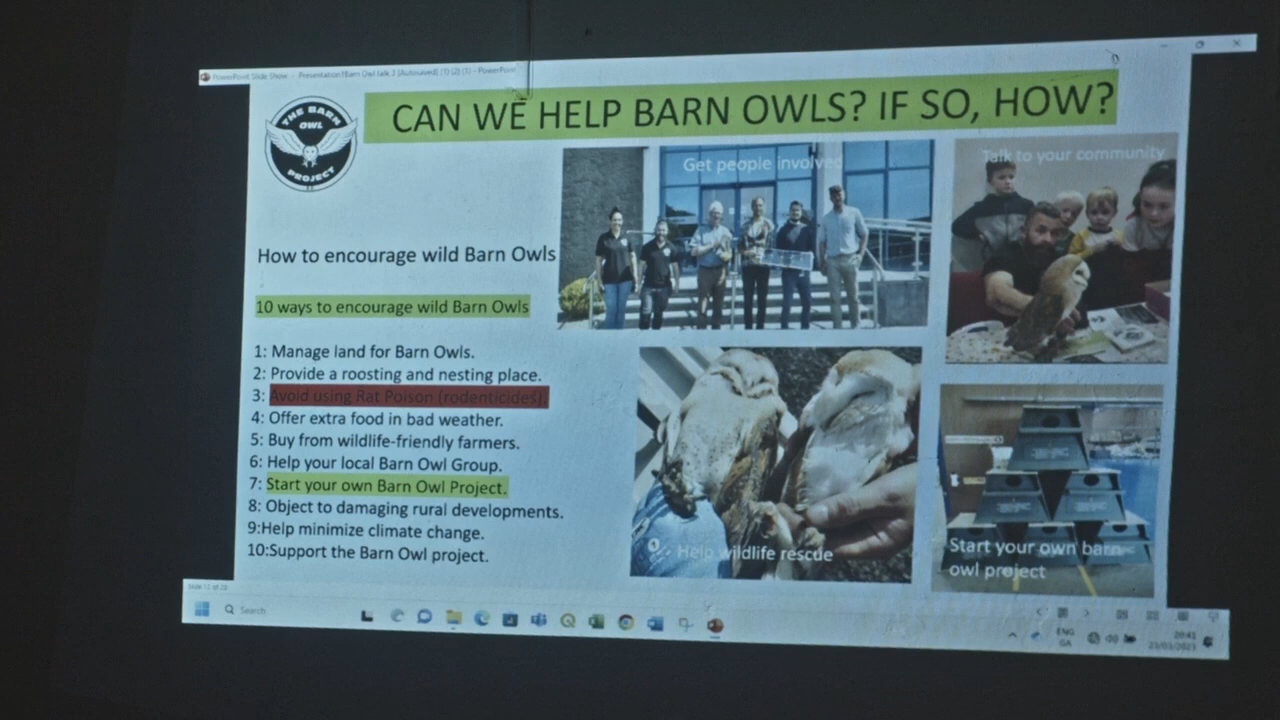 PowerPoint Slide Show - Presentation1Barn Owl talk 2 [Autosaved] (1) (2) (1) - PowerPoint
THE BARN
OWL
PROJECT
CAN WE HELP BARN OWLS? IF SO, HOW?
Get people involved
Talk to your community
How to encourage wild Barn Owls
10 ways to encourage wild Barn Owls
1: Manage land for Barn Owls.
2: Provide a roosting and nesting place.
3: Avoid using Rat Poison (rodenticides).
4: Offer extra food in bad weather.
5: Buy from wildlife-friendly farmers.
6: Help your local Barn Owl Group.
7: Start your own Barn Owl Project.
8: Object to damaging rural developments.
9:Help minimize climate change.
10:Support the Barn Owl project.
Help wildlife rescue
Start your own barn
owl project
Search
ENG
GA
20:41
23/03/2023